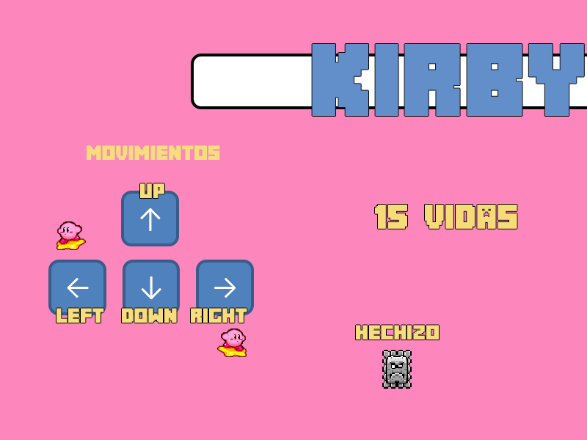 KIRBY
MOVIMIENTOS
UP
15 VIDAS
LEFT DOWN RIGHT
HECHIZO